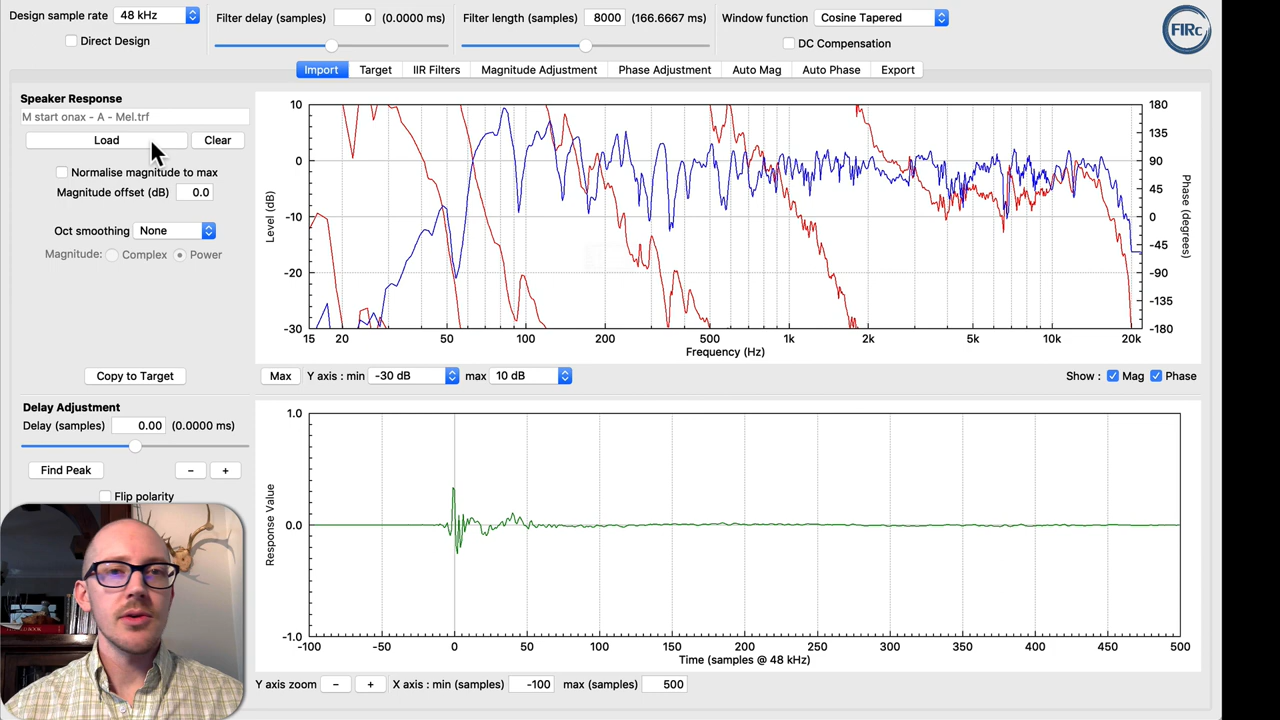 Design sample rate 48 kHz Filter delay (samples) 0 (0.0000 ms) Filter length (samples) 8000 (166.6667 ms) Window function Cosine Tapered
FIRc
Direct Design DC Compensation
Import Target IIR Filters Magnitude Adjustment Phase Adjustment Auto Mag Auto Phase Export
Speaker Response
M start onax - A - Mel.trf
Load Clear
Normalise magnitude to max
Magnitude offset (dB) 0.0
Oct smoothing None
Magnitude: Complex Power
Copy to Target
Level (dB)
10
0
-10
-20
-30
15 20 50 100 200 500 1k 2k 5k 10k 20k
Frequency (Hz)
180
135
90
45
0
-45
-90
-135
-180
Phase (degrees)
Max Y axis : min -30 dB max 10 dB Show : Mag Phase
Delay Adjustment
Delay (samples) 0.00 (0.0000 ms)
Find Peak - +
Flip polarity
Response Value
1.0
0.0
-1.0
-100 -50 0 50 100 150 200 250 300 350 400 450 500
Time (samples @ 48 kHz)
Y axis zoom - + X axis : min (samples) -100 max (samples) 500